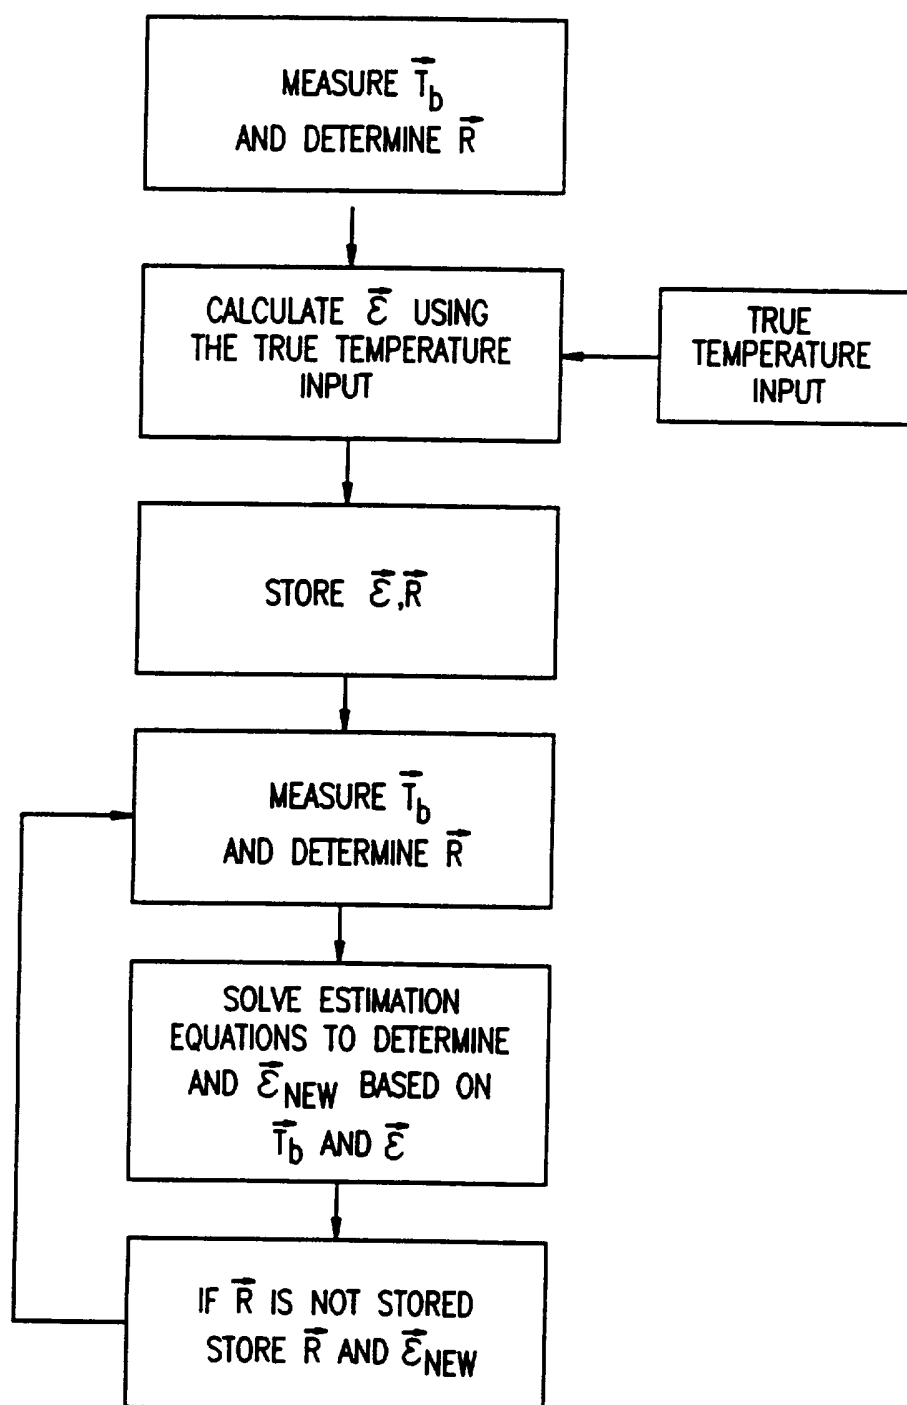 MEASURE T⃗b
AND DETERMINE R⃗
CALCULATE ε⃗ USING
THE TRUE TEMPERATURE
INPUT
TRUE
TEMPERATURE
INPUT
STORE ε⃗,R⃗
MEASURE T⃗b
AND DETERMINE R⃗
SOLVE ESTIMATION
EQUATIONS TO DETERMINE
AND ε⃗NEW BASED ON
T⃗b AND ε⃗
IF R⃗ IS NOT STORED
STORE R⃗ AND ε⃗NEW